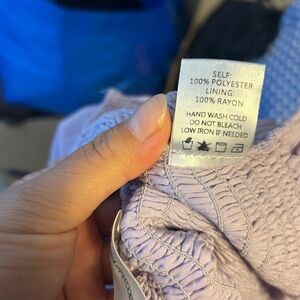 SELF:
100% POLYESTER
LINING:
100% RAYON
HAND WASH COLD
DO NOT BLEACH
LOW IRON IF NEEDED